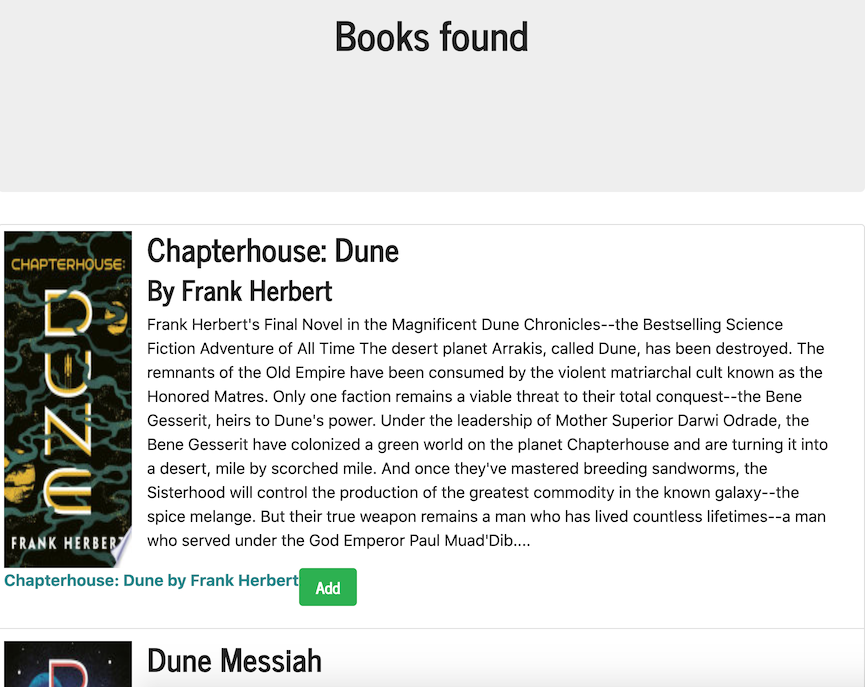 Books found
CHAPTERHOUSE:
DUNE
FRANK HERBERT
Chapterhouse: Dune
By Frank Herbert
Frank Herbert's Final Novel in the Magnificent Dune Chronicles--the Bestselling Science
Fiction Adventure of All Time The desert planet Arrakis, called Dune, has been destroyed. The
remnants of the Old Empire have been consumed by the violent matriarchal cult known as the
Honored Matres. Only one faction remains a viable threat to their total conquest--the Bene
Gesserit, heirs to Dune's power. Under the leadership of Mother Superior Darwi Odrade, the
Bene Gesserit have colonized a green world on the planet Chapterhouse and are turning it into
a desert, mile by scorched mile. And once they've mastered breeding sandworms, the
Sisterhood will control the production of the greatest commodity in the known galaxy--the
spice melange. But their true weapon remains a man who has lived countless lifetimes--a man
who served under the God Emperor Paul Muad'Dib....
Chapterhouse: Dune by Frank Herbert
Add
Dune Messiah